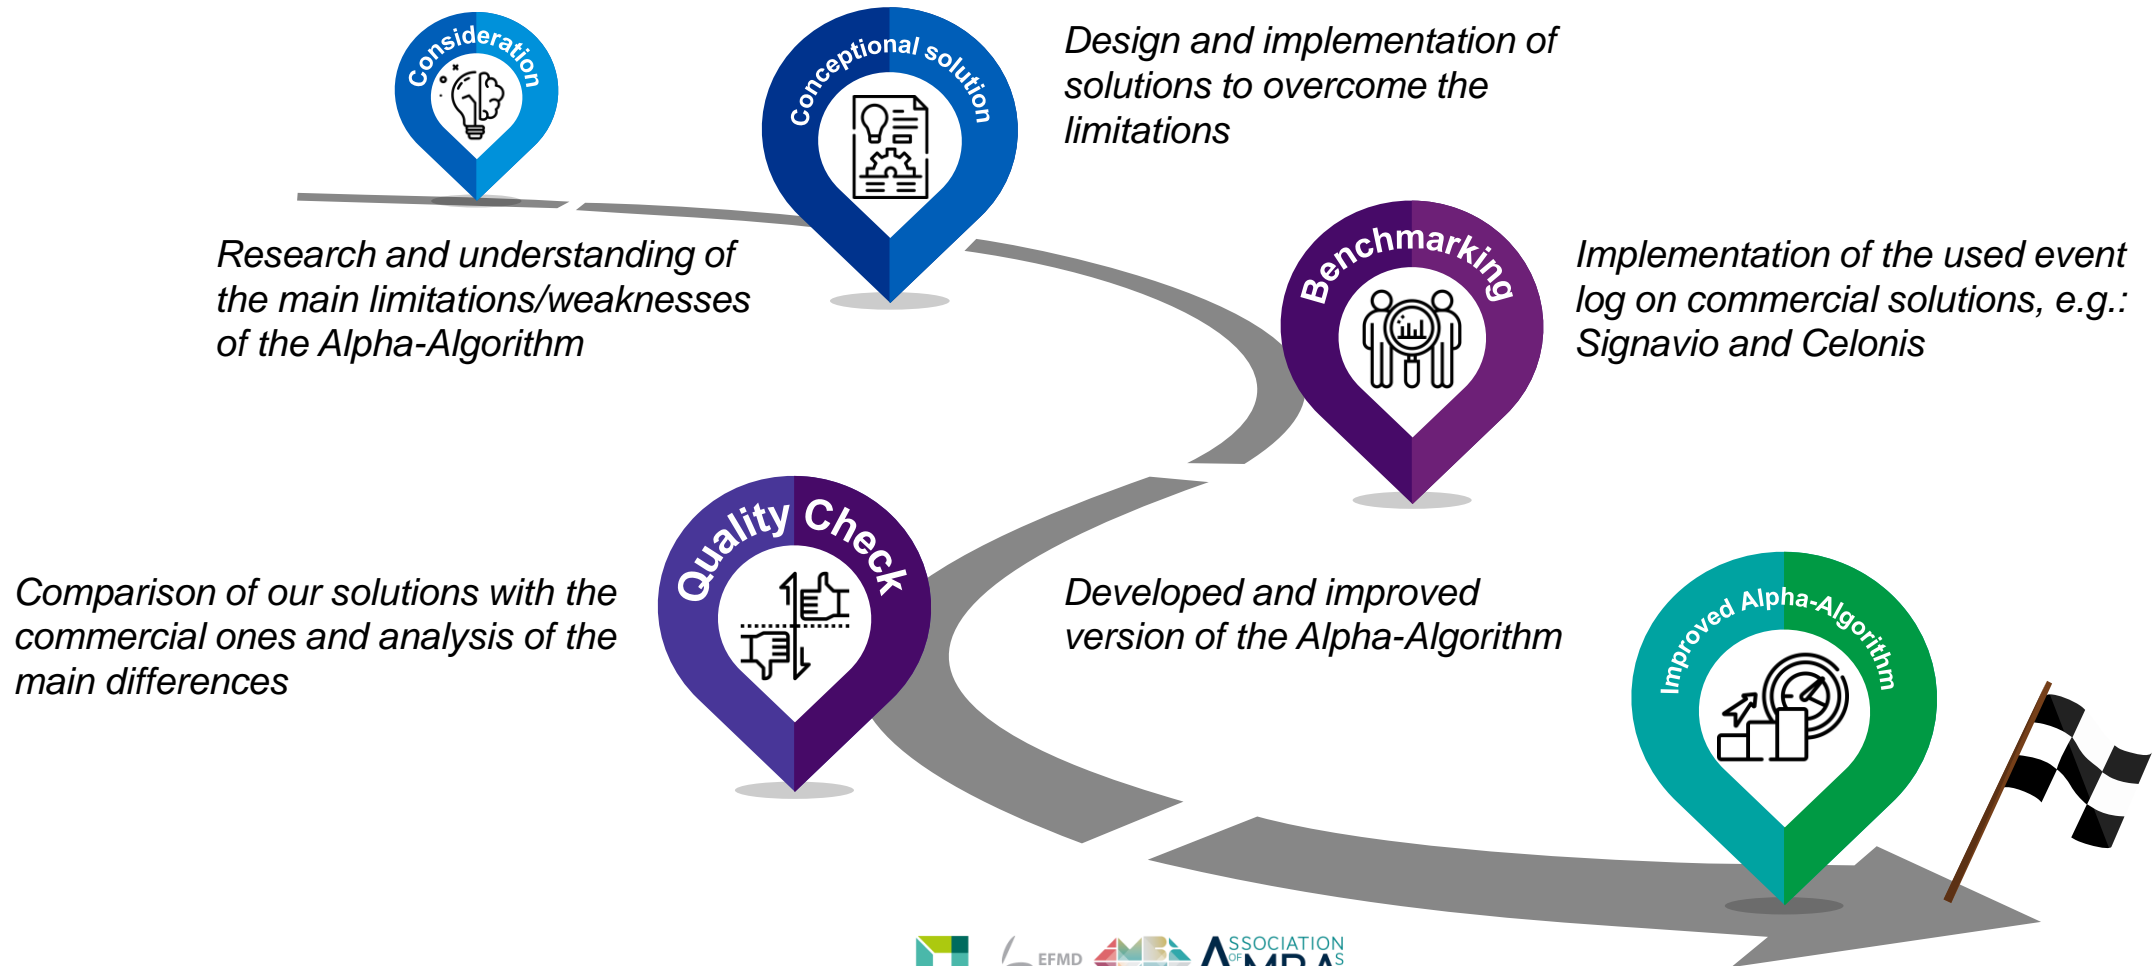 Consideration
Conceptional solution
Design and implementation of
solutions to overcome the
limitations
Research and understanding of
the main limitations/weaknesses
of the Alpha-Algorithm
Benchmarking
Implementation of the used event
log on commercial solutions, e.g.:
Signavio and Celonis
Quality Check
Comparison of our solutions with the
commercial ones and analysis of the
main differences
Developed and improved
version of the Alpha-Algorithm
Improved Alpha-Algorithm
EFMD
ASSOCIATION
OF MBAS